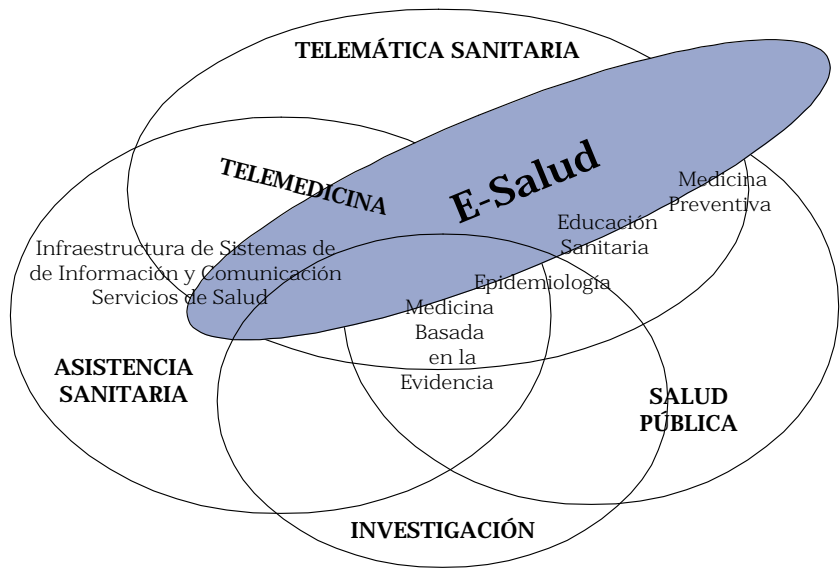 TELEMÁTICA SANITARIA
TELEMEDICINA
E-Salud
Medicina
Preventiva
Educación
Sanitaria
Infraestructura de Sistemas de
de Información y Comunicación
Servicios de Salud
Epidemiología
Medicina
Basada
en la
Evidencia
ASISTENCIA
SANITARIA
SALUD
PÚBLICA
INVESTIGACIÓN